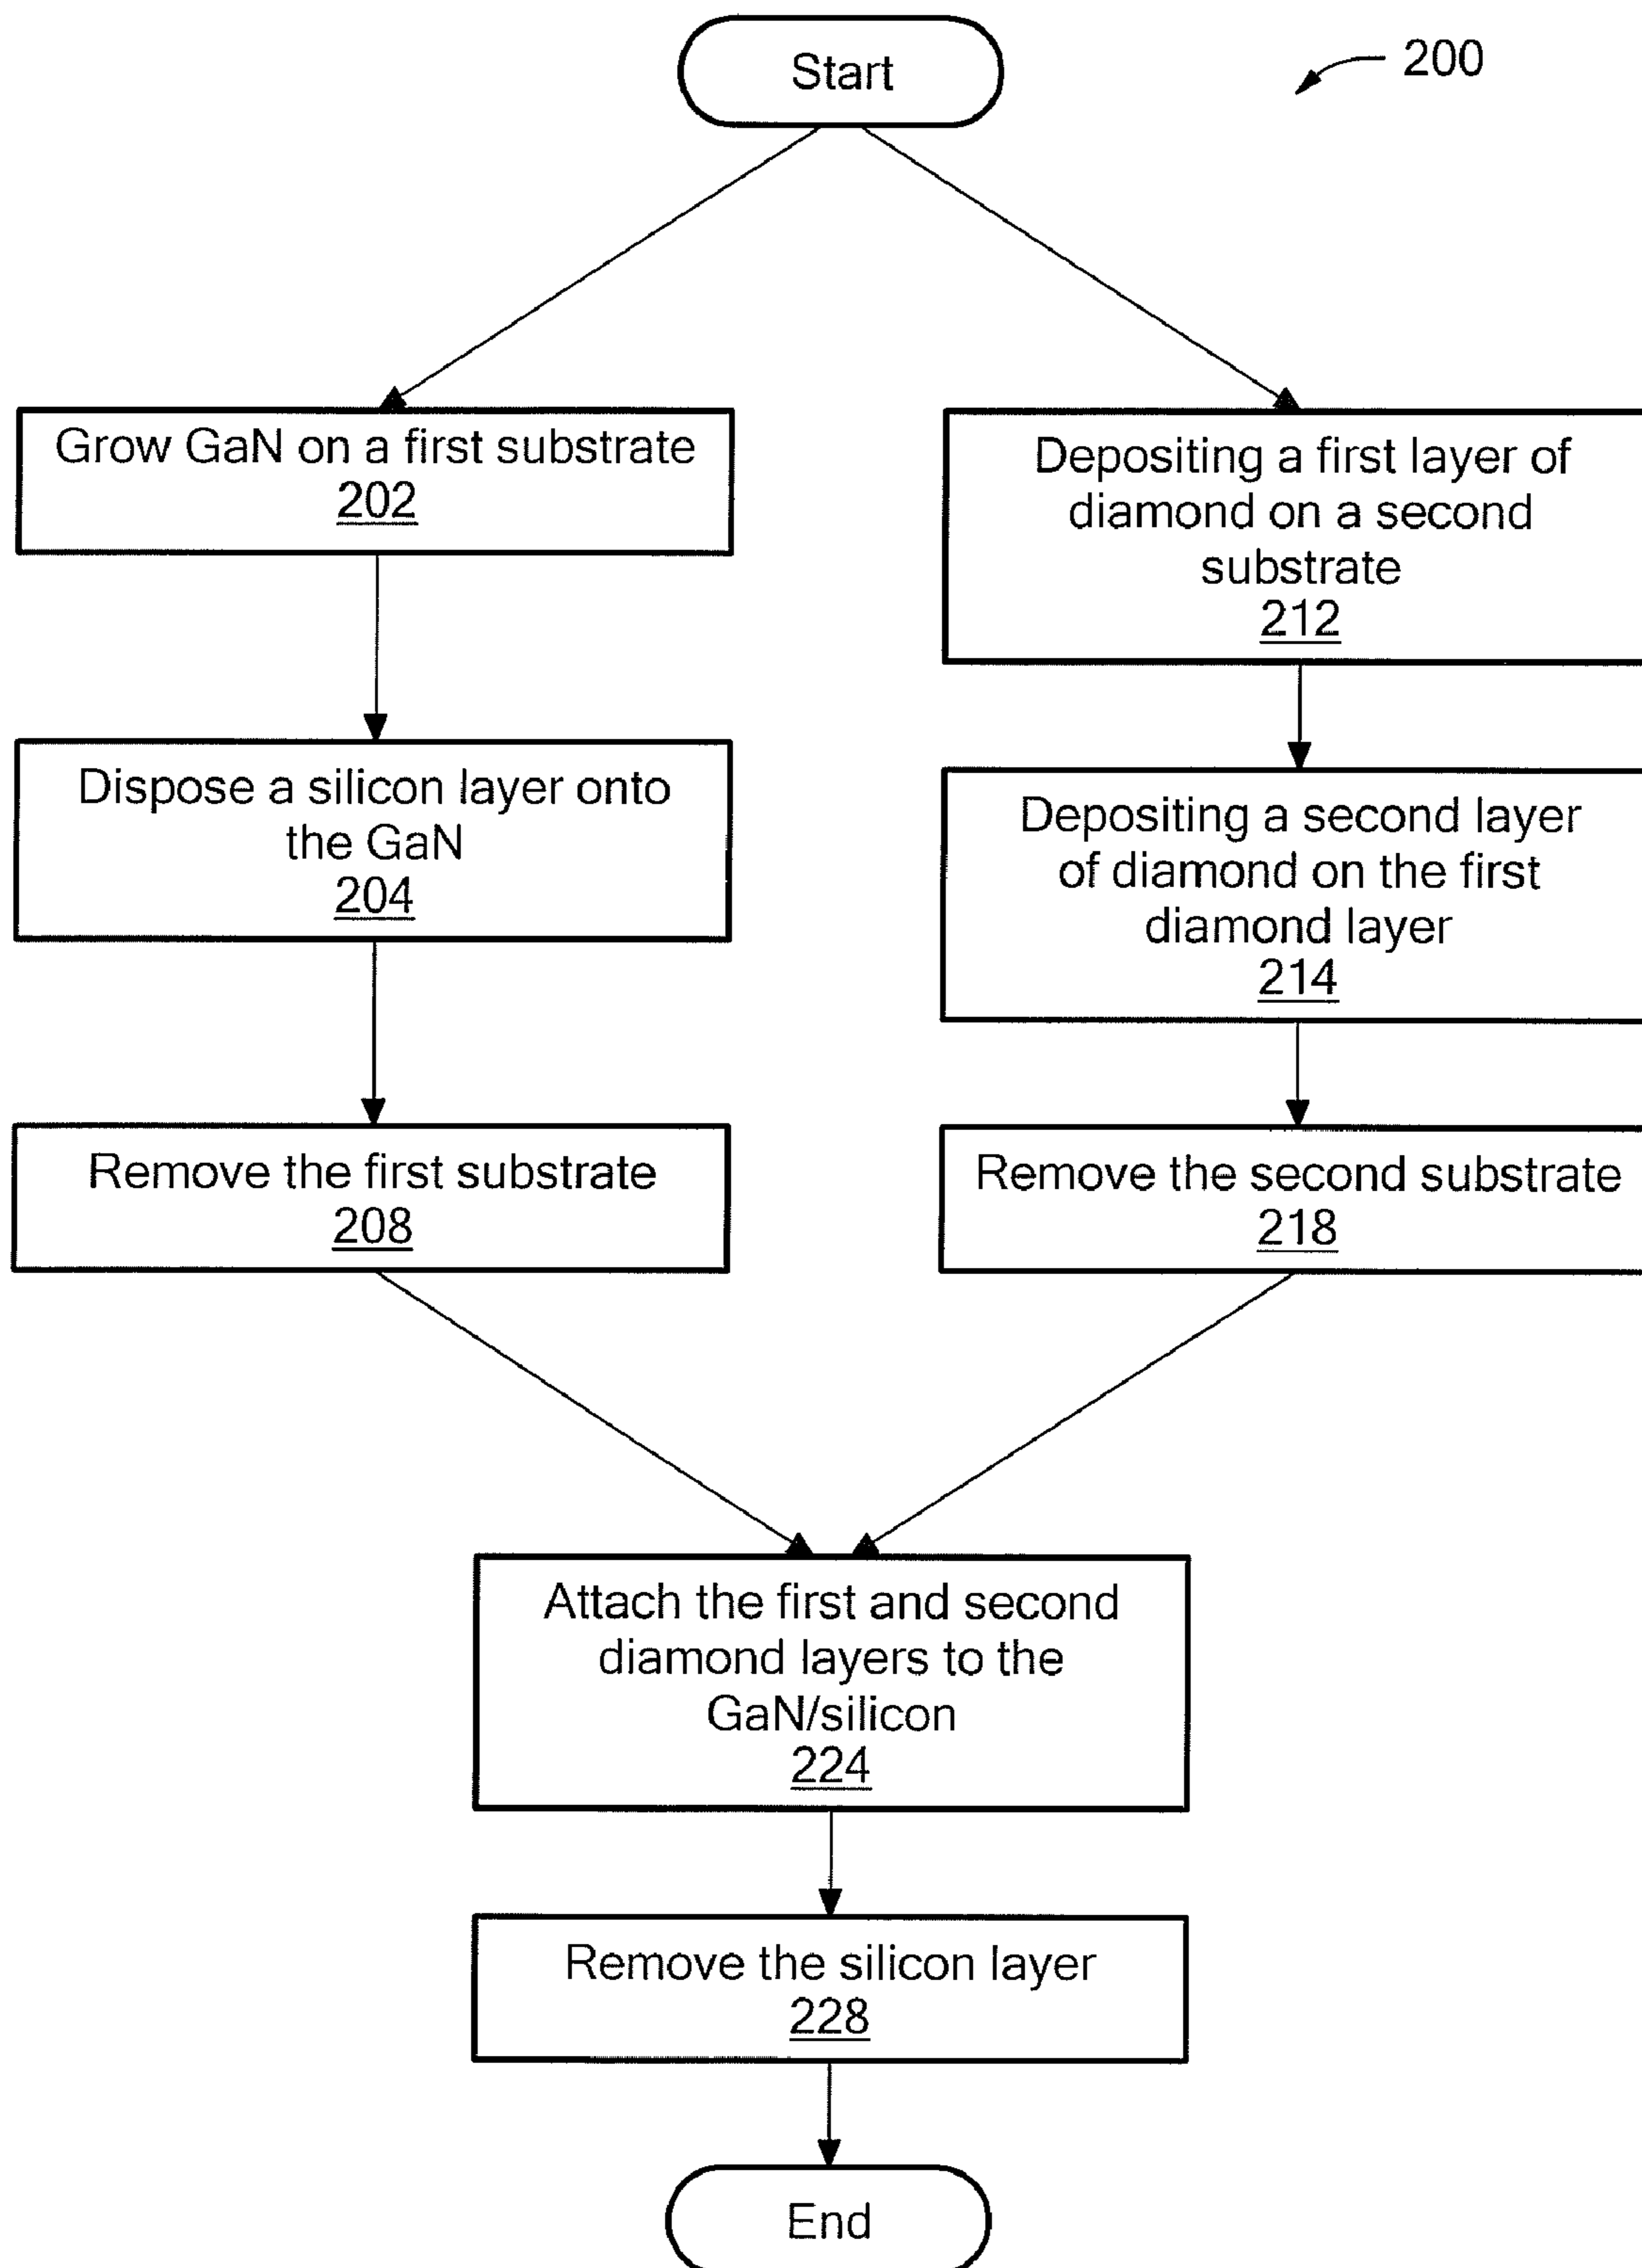 Start
200
Grow GaN on a first substrate
202
Dispose a silicon layer onto
the GaN
204
Remove the first substrate
208
Depositing a first layer of
diamond on a second
substrate
212
Depositing a second layer
of diamond on the first
diamond layer
214
Remove the second substrate
218
Attach the first and second
diamond layers to the
GaN/silicon
224
Remove the silicon layer
228
End